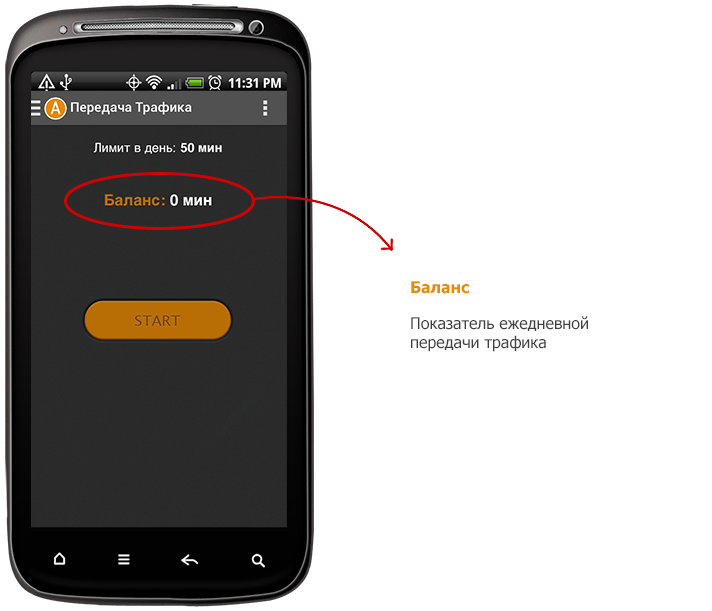 11:31 PM
A Передача Трафика
Лимит в день: 50 мин
Баланс: 0 мин
START
Баланс
Показатель ежедневной
передачи трафика